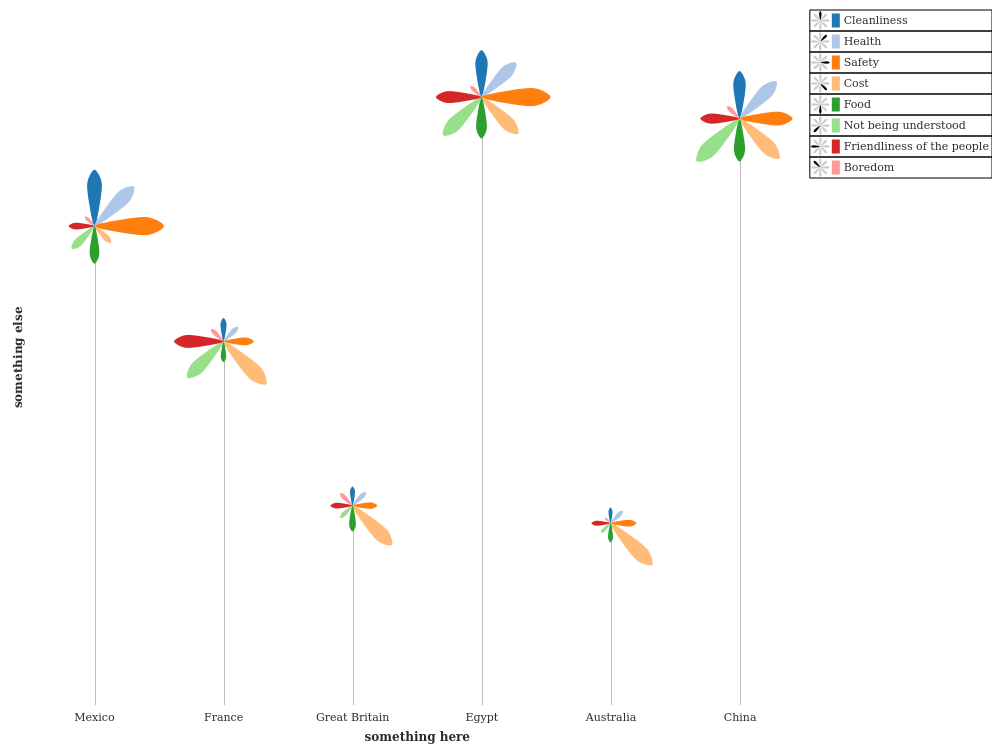 Cleanliness
Health
Safety
Cost
Food
Not being understood
Friendliness of the people
Boredom
something else
Mexico France Great Britain Egypt Australia China
something here